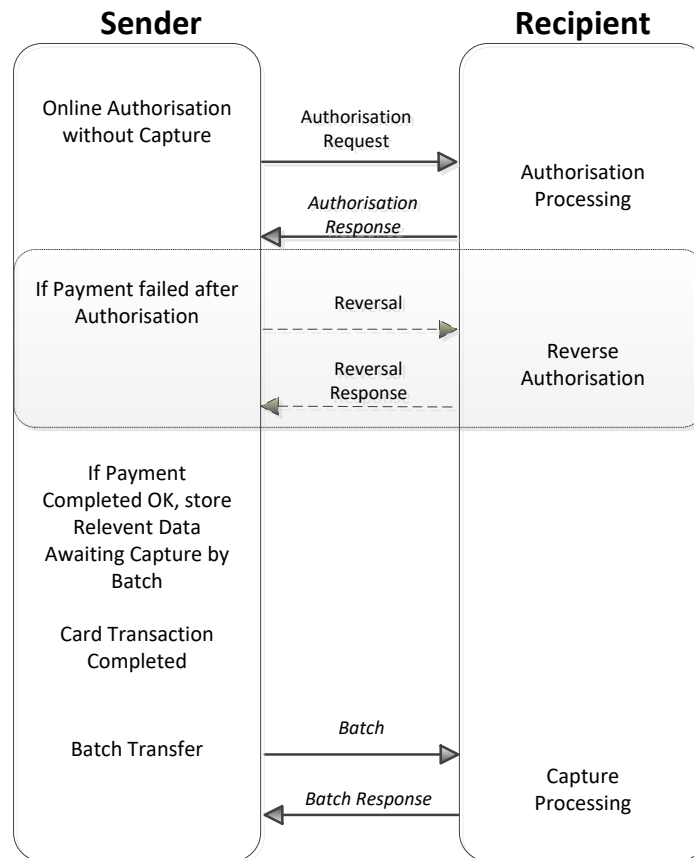 Sender
Recipient
Online Authorisation
without Capture
Authorisation
Request
Authorisation
Processing
Authorisation
Response
If Payment failed after
Authorisation
Reversal
Reverse
Authorisation
Reversal
Response
If Payment
Completed OK, store
Relevent Data
Awaiting Capture by
Batch
Card Transaction
Completed
Batch Transfer
Batch
Capture
Processing
Batch Response